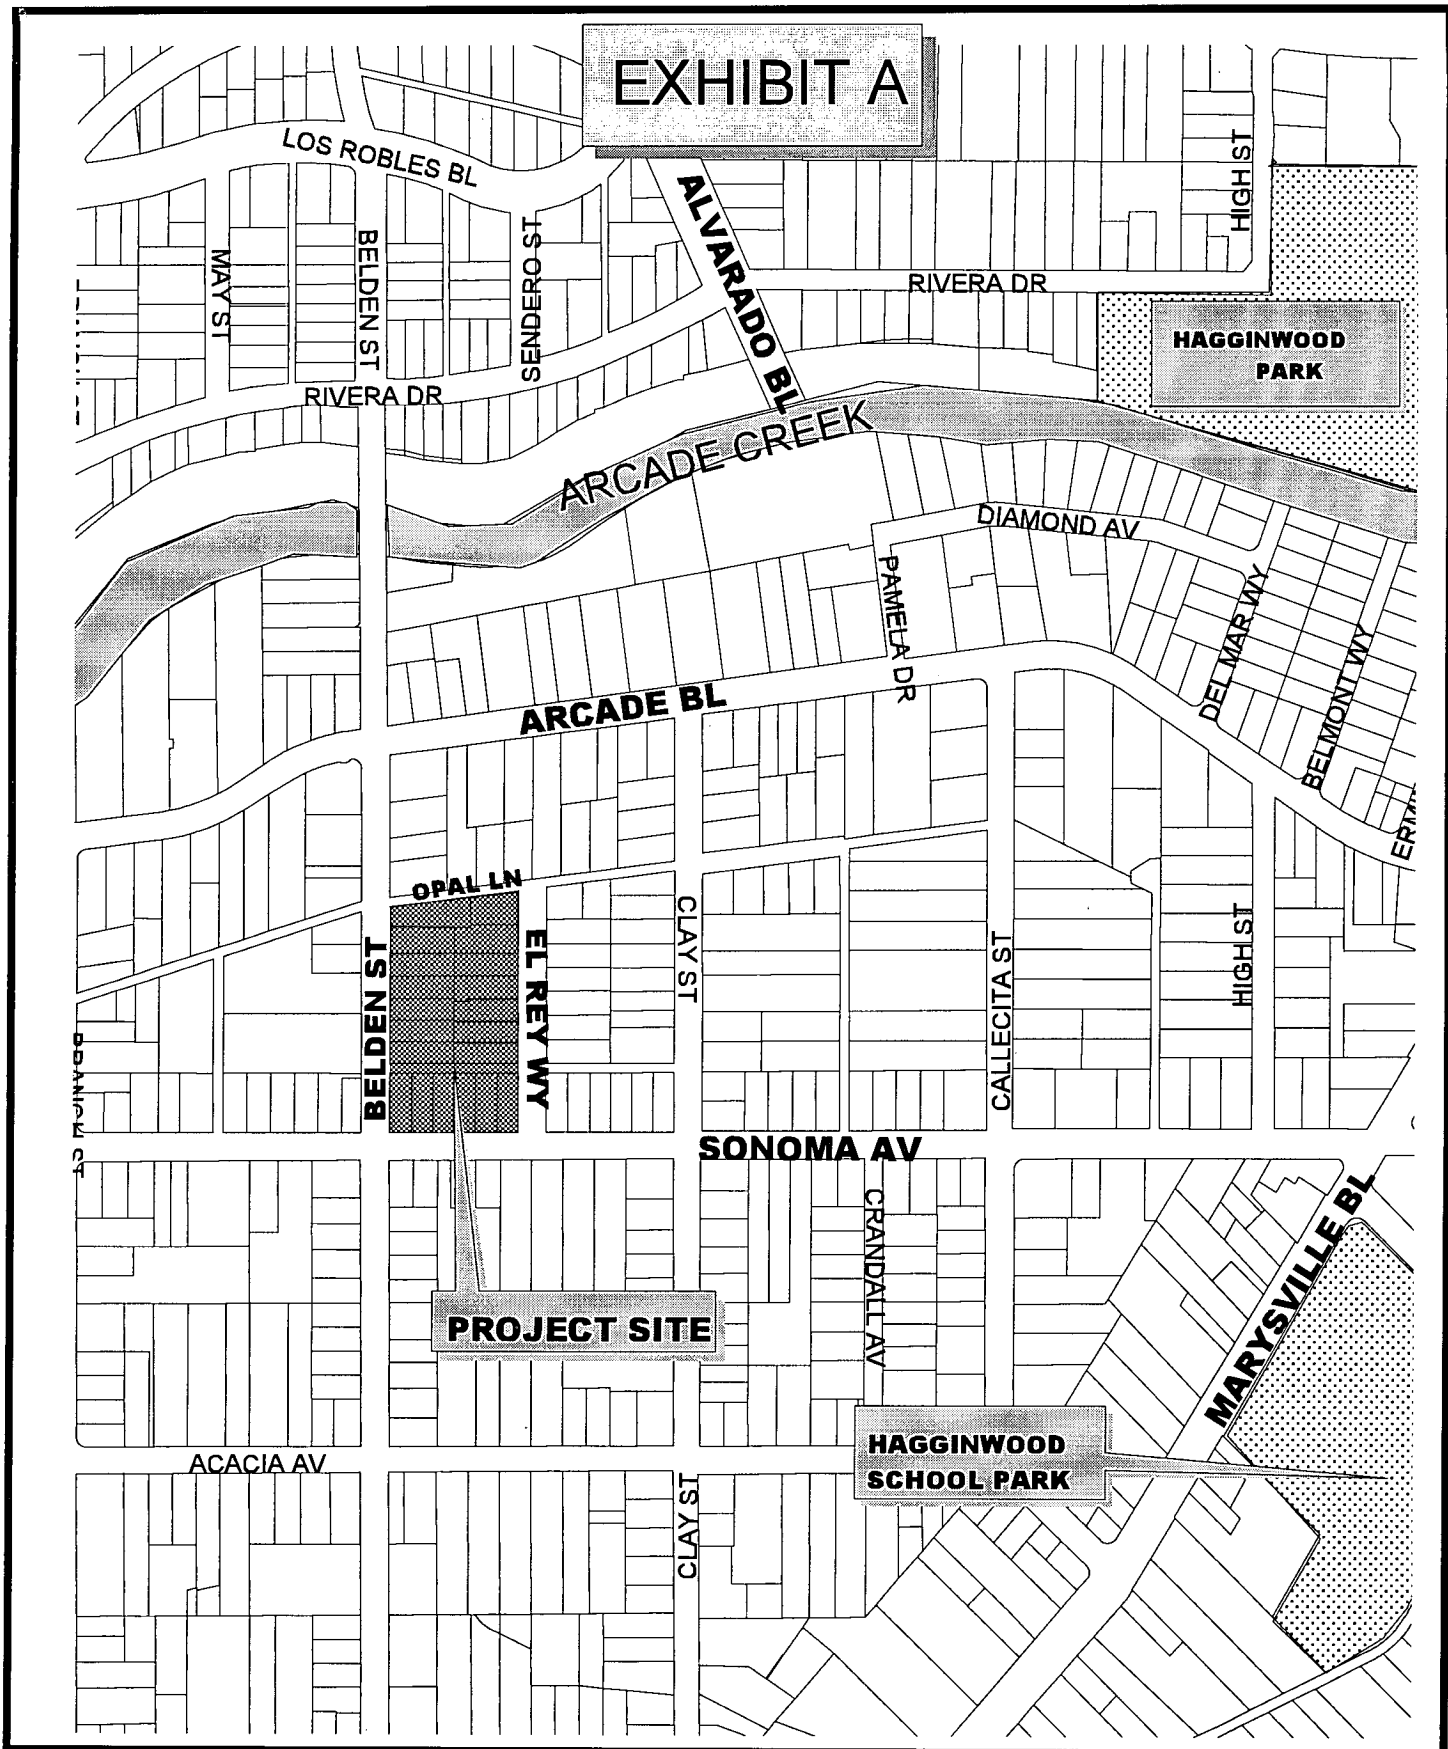 EXHIBIT A
LOS ROBLES BL
HIGH ST
ALVARADO BL
MAY ST
BELDEN ST
SENDERO ST
RIVERA DR
HAGGINWOOD
PARK
RIVERA DR
ARCADE CREEK
DIAMOND AV
PAMELA DR
DEL MAR WY
BELMONT WY
ARCADE BL
OPAL LN
CLAY ST
BELDEN ST
EL REY WY
CALLECITA ST
HIGH ST
SONOMA AV
CRANDALL AV
MARYSVILLE BL
PROJECT SITE
HAGGINWOOD
SCHOOL PARK
ACACIA AV
CLAY ST